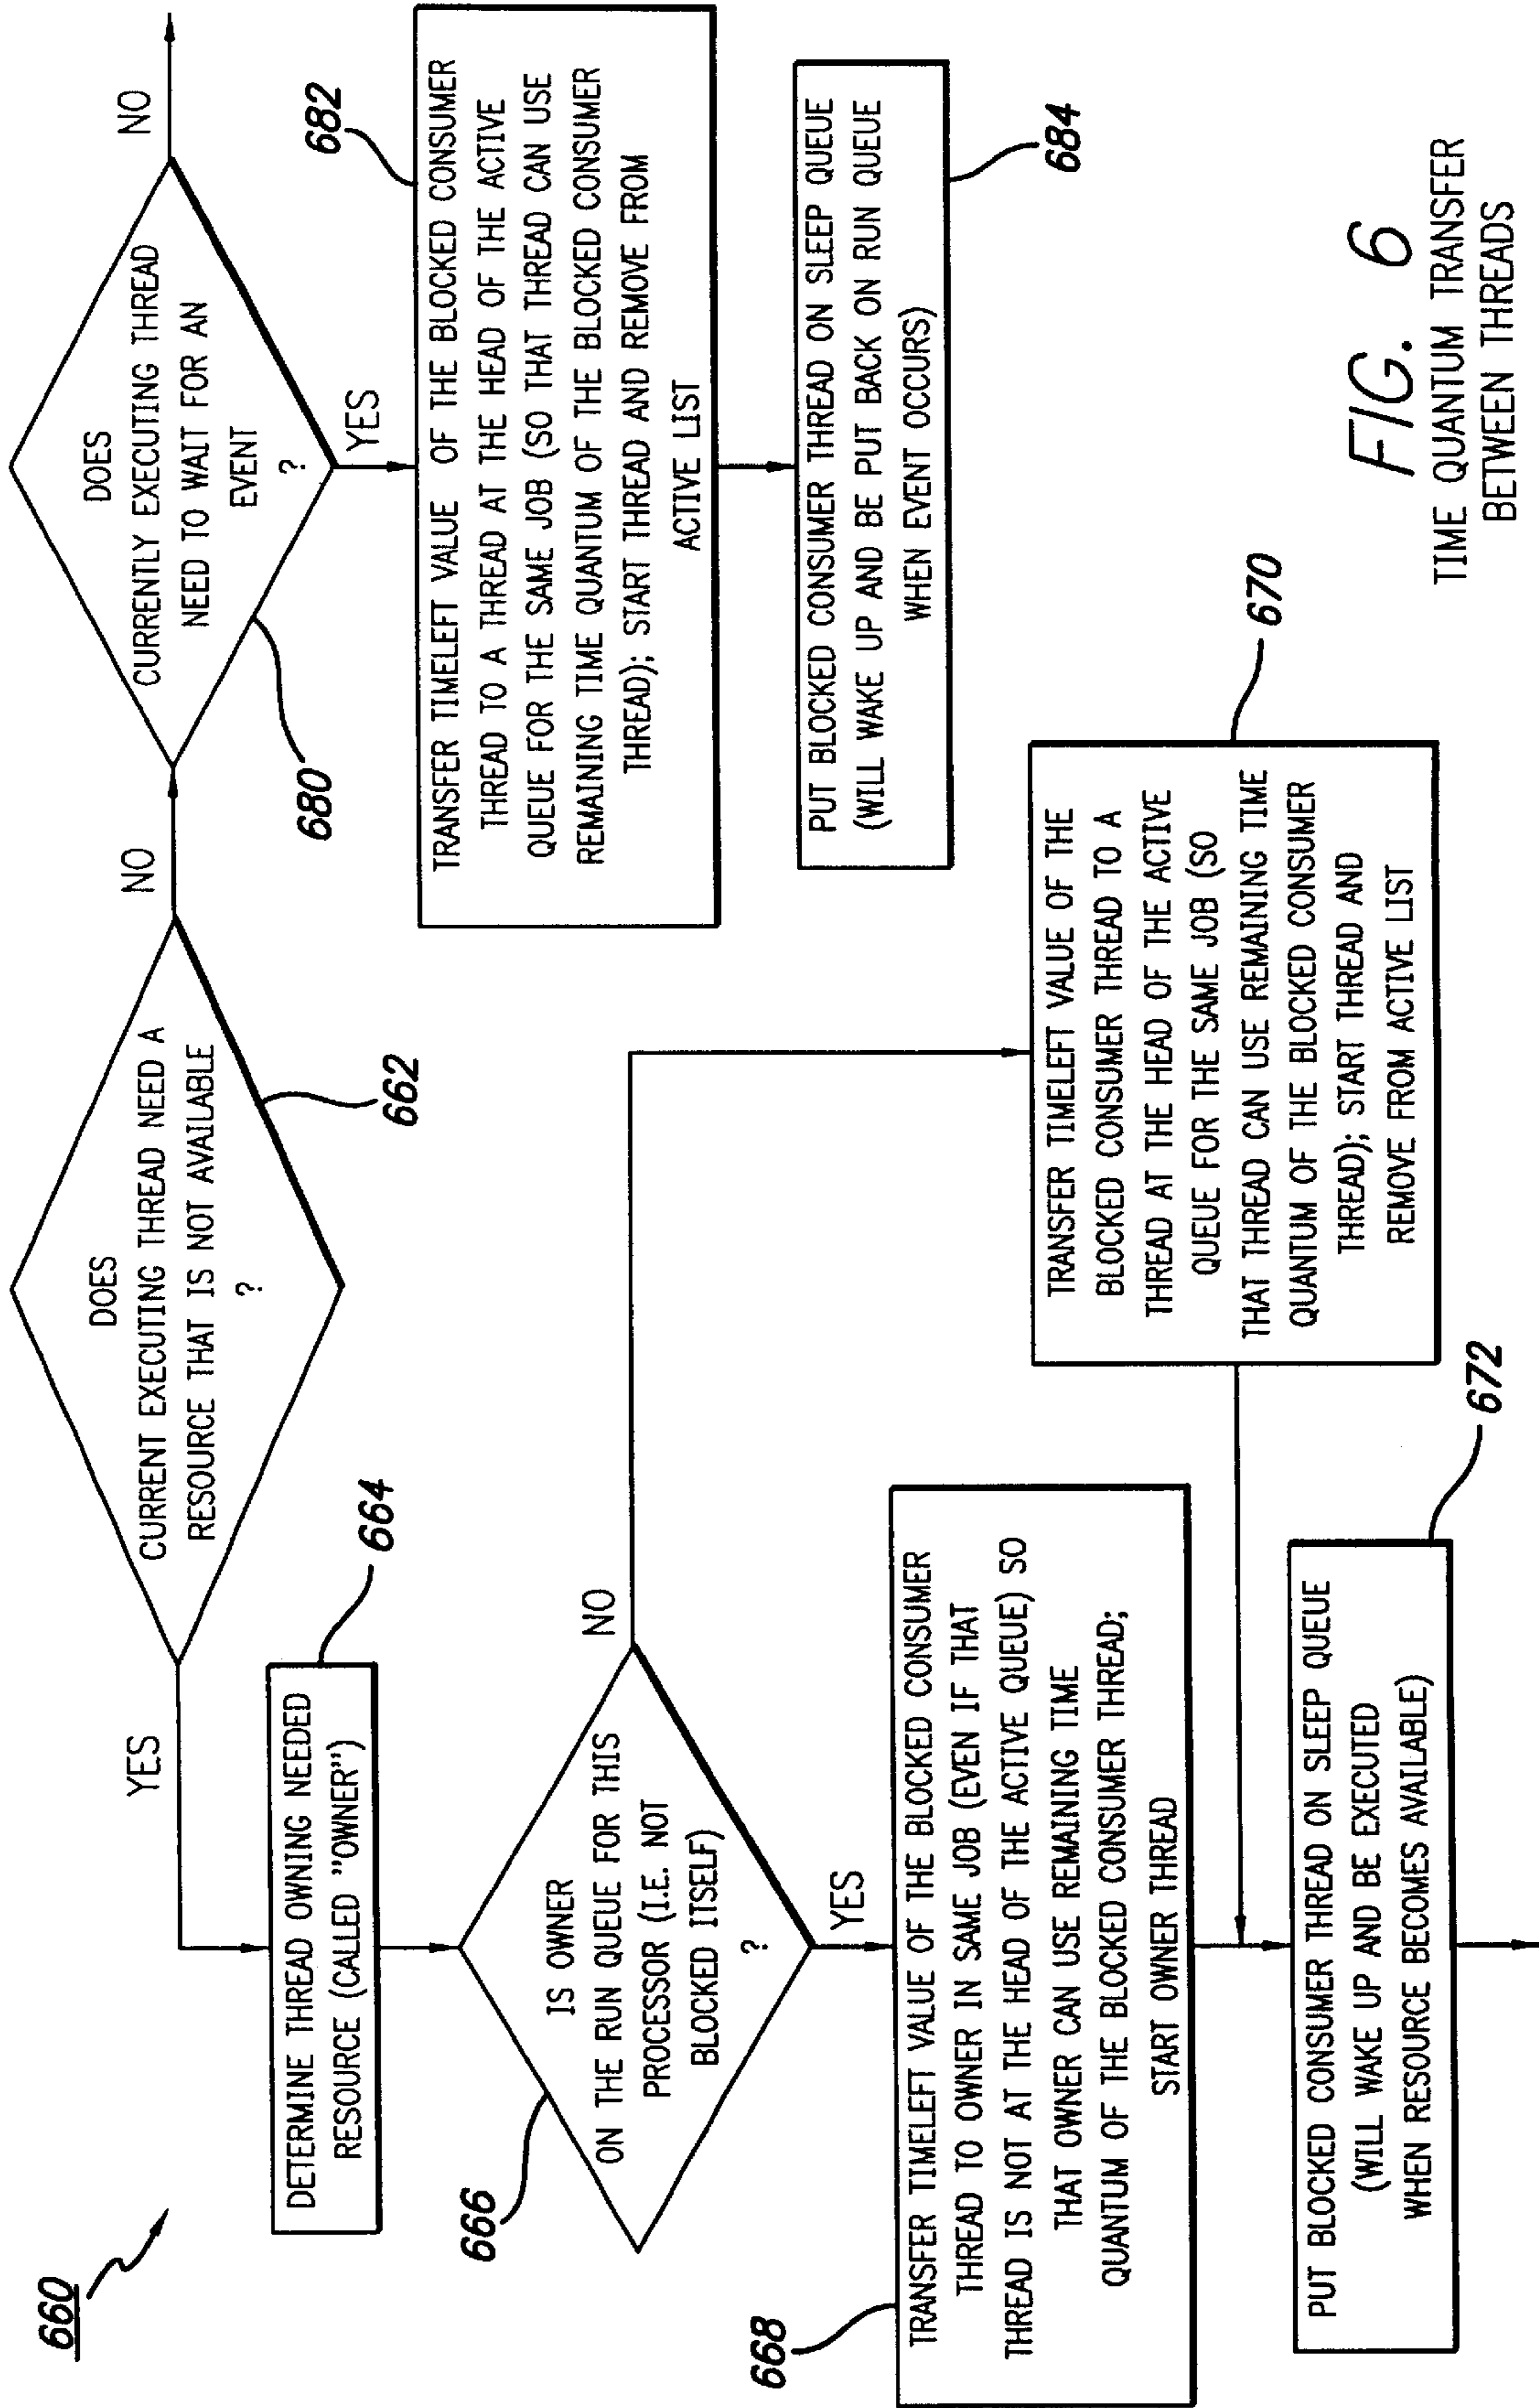 660
DOES
CURRENT EXECUTING THREAD NEED A
RESOURCE THAT IS NOT AVAILABLE
?
662
YES
NO
DOES
CURRENTLY EXECUTING THREAD
NEED TO WAIT FOR AN
EVENT
?
680
NO
YES
DETERMINE THREAD OWNING NEEDED
RESOURCE (CALLED "OWNER")
664
682
TRANSFER TIMELEFT VALUE OF THE BLOCKED CONSUMER
THREAD TO A THREAD AT THE HEAD OF THE ACTIVE
QUEUE FOR THE SAME JOB (SO THAT THREAD CAN USE
REMAINING TIME QUANTUM OF THE BLOCKED CONSUMER
THREAD); START THREAD AND REMOVE FROM
ACTIVE LIST
666
IS OWNER
ON THE RUN QUEUE FOR THIS
PROCESSOR (I.E. NOT
BLOCKED ITSELF)
?
NO
YES
PUT BLOCKED CONSUMER THREAD ON SLEEP QUEUE
(WILL WAKE UP AND BE PUT BACK ON RUN QUEUE
WHEN EVENT OCCURS)
684
668
TRANSFER TIMELEFT VALUE OF THE BLOCKED CONSUMER
THREAD TO OWNER IN SAME JOB (EVEN IF THAT
THREAD IS NOT AT THE HEAD OF THE ACTIVE QUEUE) SO
THAT OWNER CAN USE REMAINING TIME
QUANTUM OF THE BLOCKED CONSUMER THREAD;
START OWNER THREAD
670
TRANSFER TIMELEFT VALUE OF THE
BLOCKED CONSUMER THREAD TO A
THREAD AT THE HEAD OF THE ACTIVE
QUEUE FOR THE SAME JOB (SO
THAT THREAD CAN USE REMAINING TIME
QUANTUM OF THE BLOCKED CONSUMER
THREAD); START THREAD AND
REMOVE FROM ACTIVE LIST
PUT BLOCKED CONSUMER THREAD ON SLEEP QUEUE
(WILL WAKE UP AND BE EXECUTED
WHEN RESOURCE BECOMES AVAILABLE)
672
FIG. 6
TIME QUANTUM TRANSFER
BETWEEN THREADS